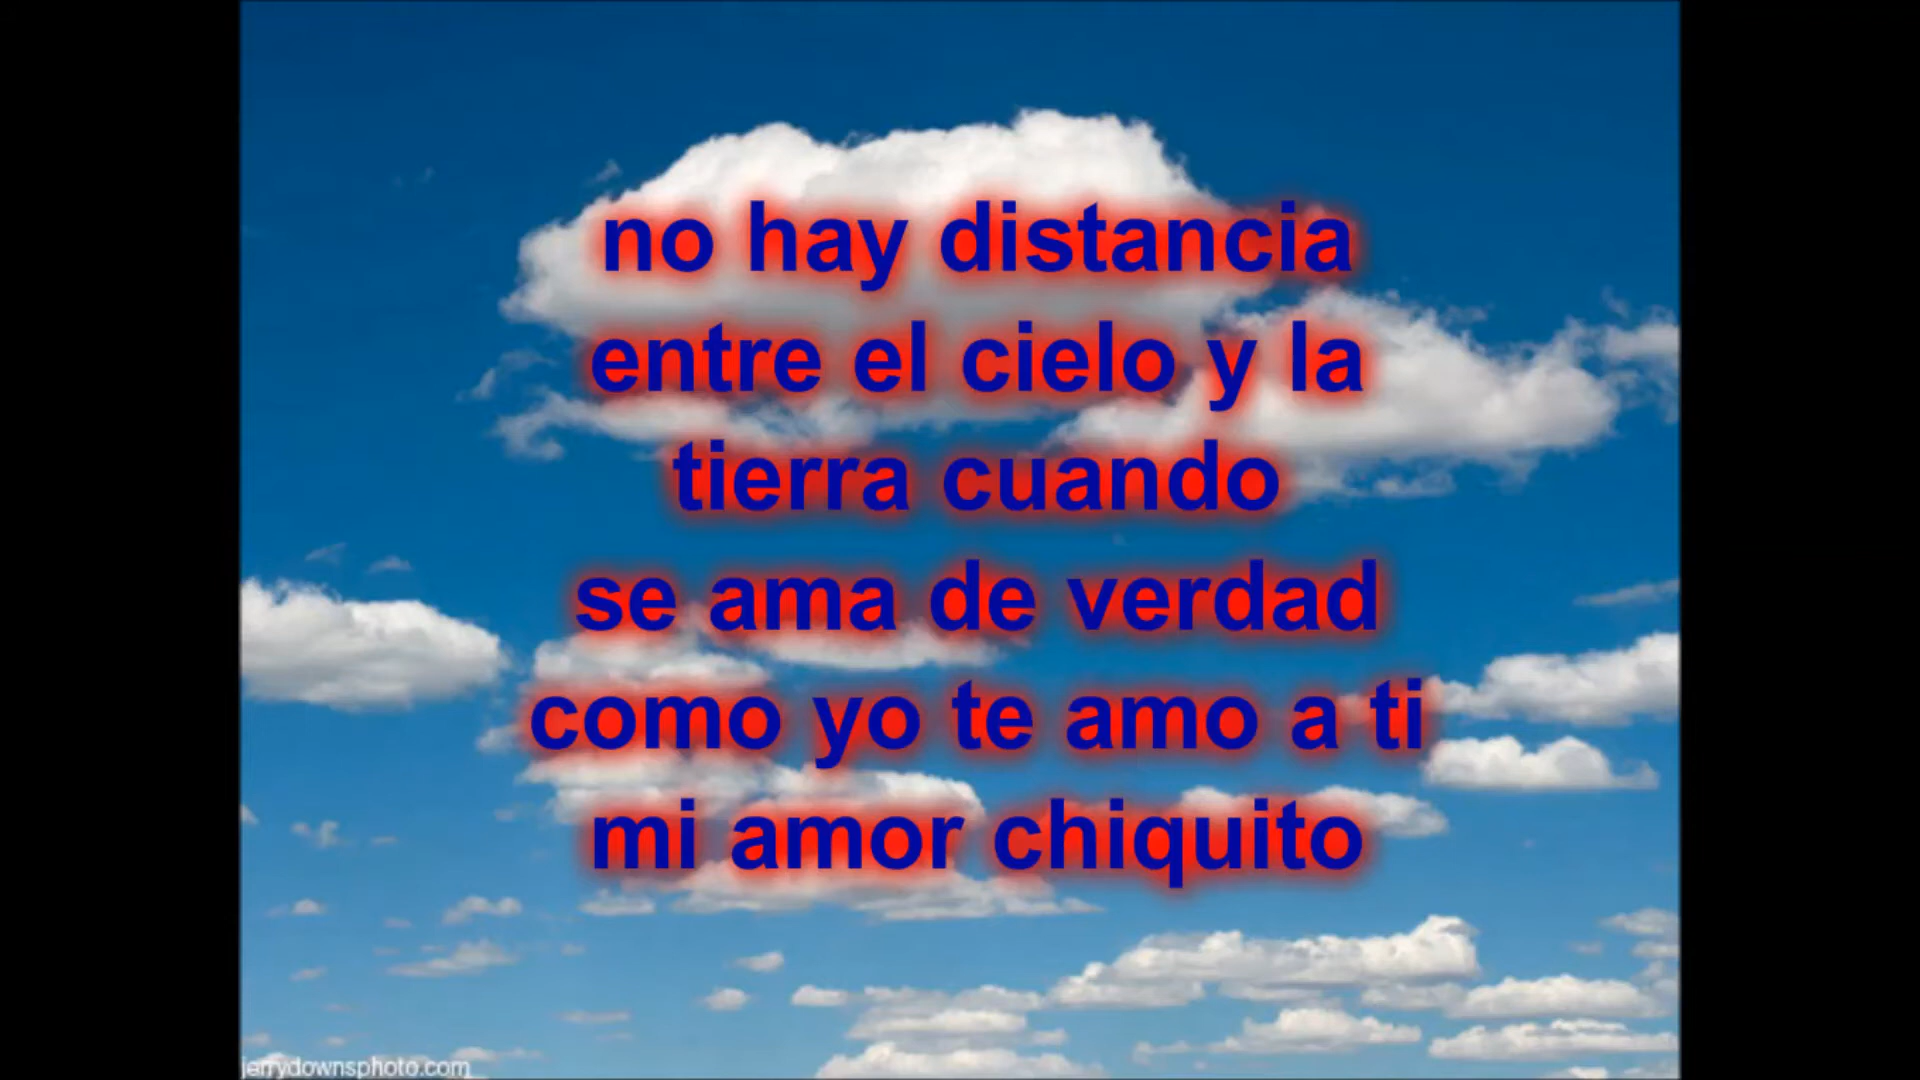 no hay distancia
entre el cielo y la
tierra cuando
se ama de verdad
como yo te amo a ti
mi amor chiquito
jerrydownsphoto.com